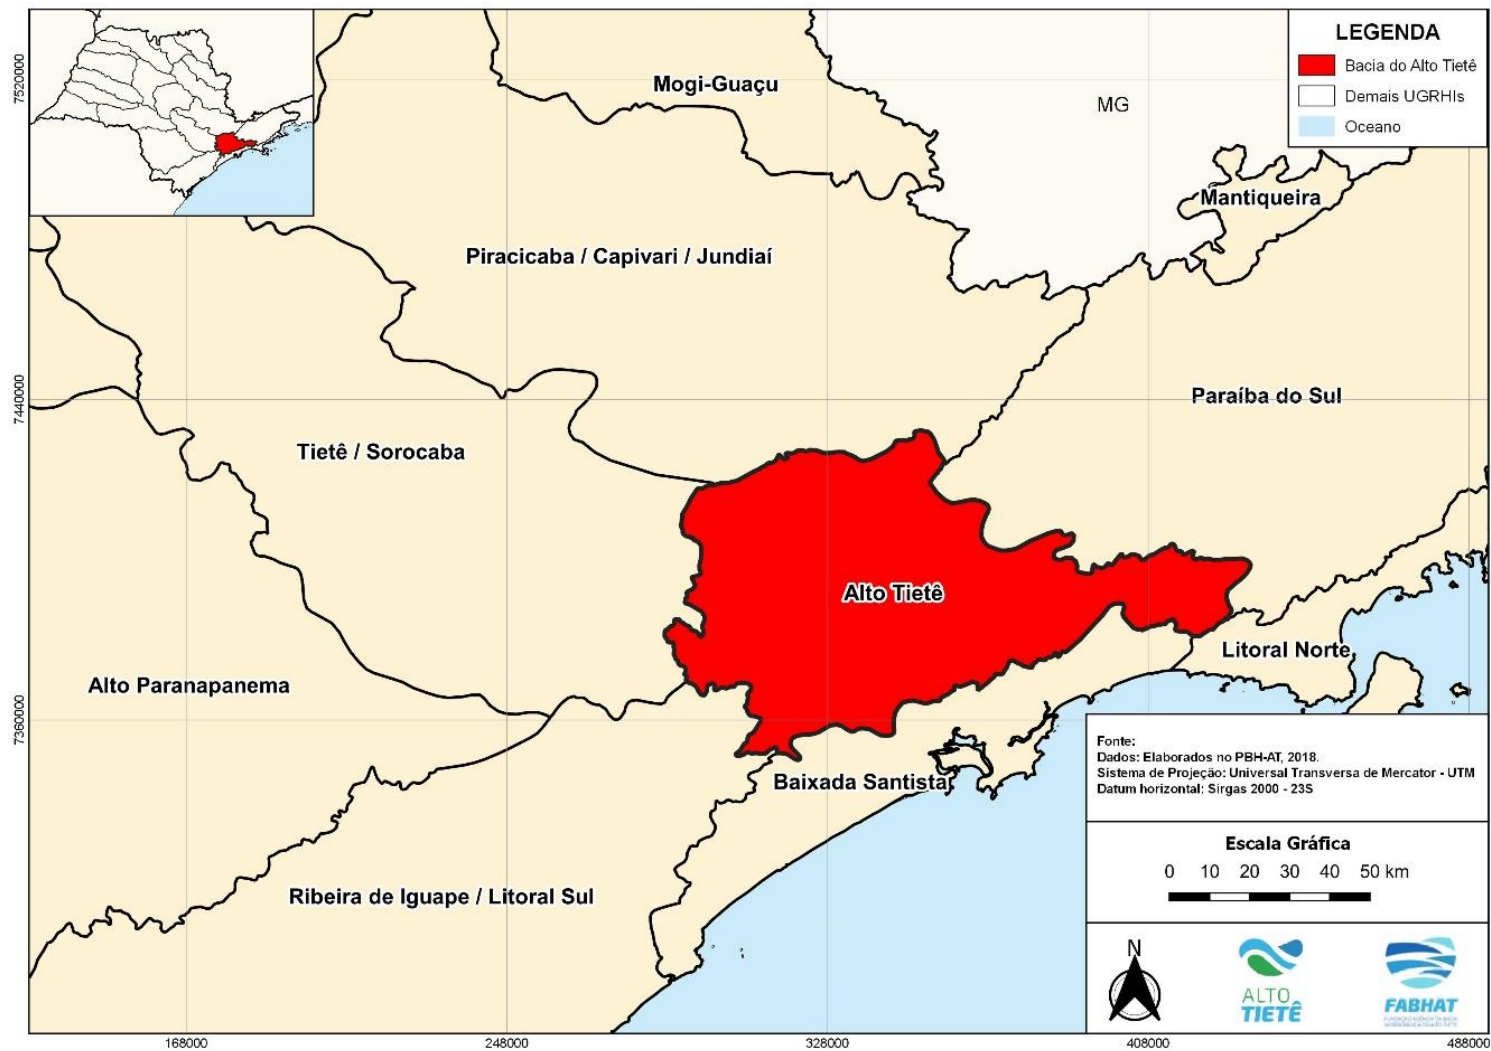 LEGENDA
Bacia do Alto Tietê
Demais UGRHIs
Oceano
Mogi-Guaçu
MG
Mantiqueira
Piracicaba / Capivari / Jundiaí
Paraíba do Sul
Tietê / Sorocaba
Alto Tietê
Litoral Norte
Alto Paranapanema
Baixada Santista
Ribeira de Iguape / Litoral Sul
7520000
7440000
7360000
Fonte:
Dados: Elaborados no PBH-AT, 2018.
Sistema de Projeção: Universal Transversa de Mercator - UTM
Datum horizontal: Sirgas 2000 - 23S
Escala Gráfica
0 10 20 30 40 50 km
N
ALTO
TIETÊ
FABHAT
168000 248000 328000 408000 488000